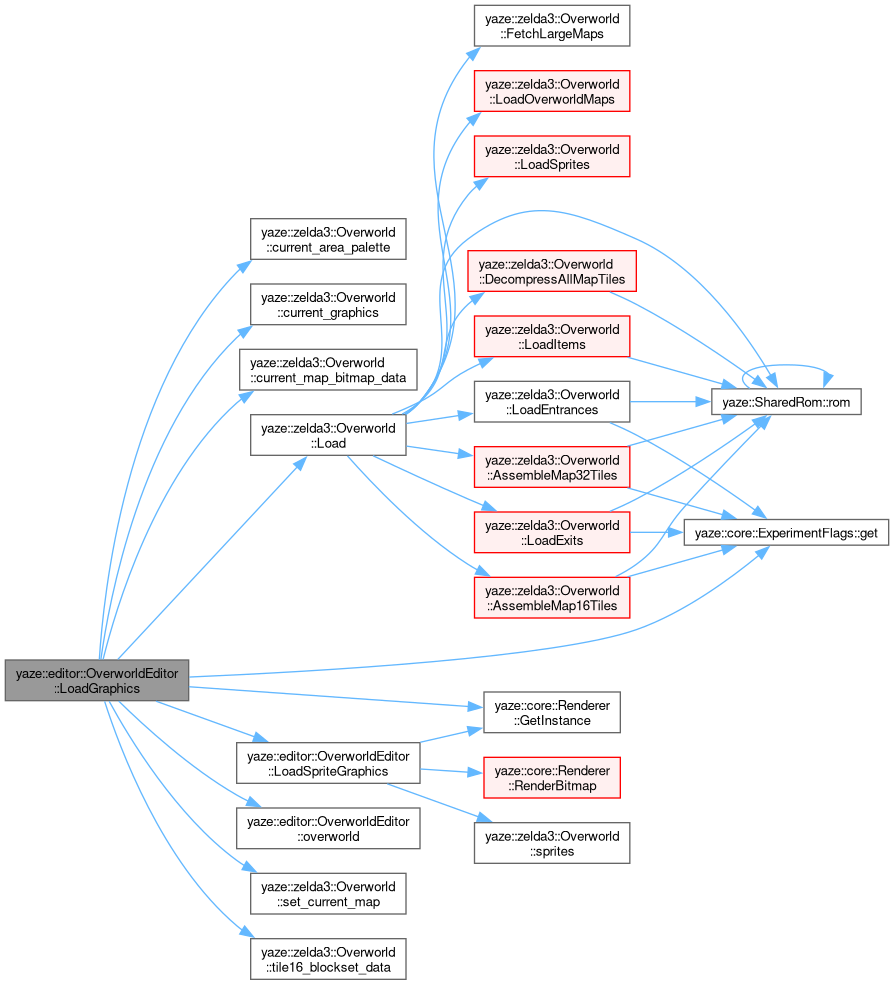 yaze::zelda3::Overworld
::FetchLargeMaps
yaze::zelda3::Overworld
::LoadOverworldMaps
yaze::zelda3::Overworld
::LoadSprites
yaze::zelda3::Overworld
::current_area_palette
yaze::zelda3::Overworld
::DecompressAllMapTiles
yaze::zelda3::Overworld
::current_graphics
yaze::zelda3::Overworld
::LoadItems
yaze::zelda3::Overworld
::current_map_bitmap_data
yaze::zelda3::Overworld
::LoadEntrances
yaze::SharedRom::rom
yaze::zelda3::Overworld
::Load
yaze::zelda3::Overworld
::AssembleMap32Tiles
yaze::zelda3::Overworld
::LoadExits
yaze::core::ExperimentFlags::get
yaze::zelda3::Overworld
::AssembleMap16Tiles
yaze::editor::OverworldEditor
::LoadGraphics
yaze::core::Renderer
::GetInstance
yaze::editor::OverworldEditor
::LoadSpriteGraphics
yaze::core::Renderer
::RenderBitmap
yaze::editor::OverworldEditor
::overworld
yaze::zelda3::Overworld
::sprites
yaze::zelda3::Overworld
::set_current_map
yaze::zelda3::Overworld
::tile16_blockset_data